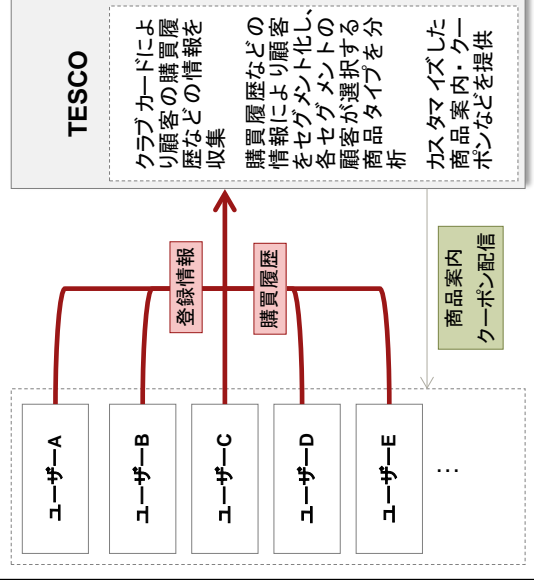 TESCO
クラブカードによ
り顧客の購買履
歴などの情報を
収集
購買履歴などの
情報により顧客
をセグメント化し、
各セグメントの
顧客が選択する
商品タイプを分
析
カスタマイズした
商品案内・クー
ポンなどを提供
登録情報
購買履歴
商品案内
クーポン配信
ユーザーA
ユーザーB
ユーザーC
ユーザーD
ユーザーE
…